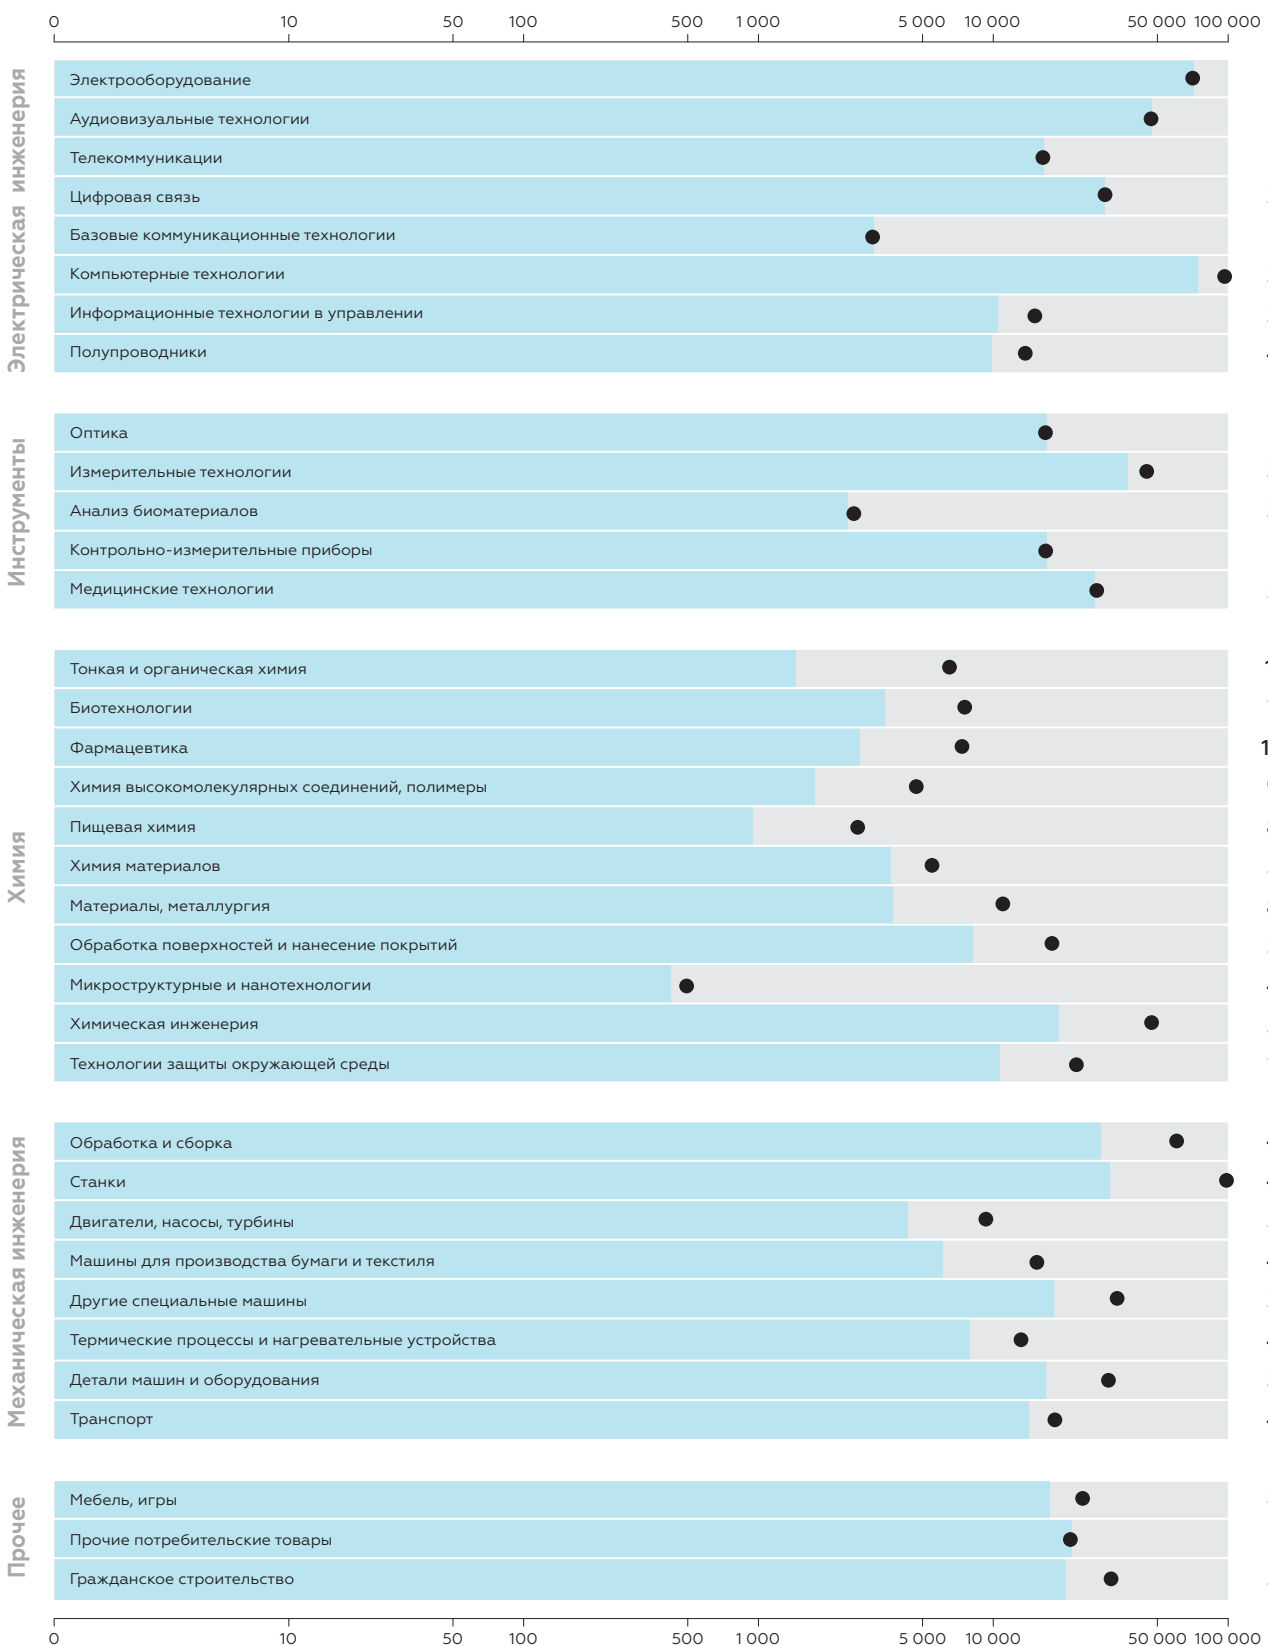 0 10 50 100 500 1 000 5 000 10 000 50 000 100 000
Электрическая инженерия
Электрооборудование
Аудиовизуальные технологии
Телекоммуникации
Цифровая связь
Базовые коммуникационные технологии
Компьютерные технологии
Информационные технологии в управлении
Полупроводники
Инструменты
Оптика
Измерительные технологии
Анализ биоматериалов
Контрольно-измерительные приборы
Медицинские технологии
Химия
Тонкая и органическая химия
Биотехнологии
Фармацевтика
Химия высокомолекулярных соединений, полимеры
Пищевая химия
Химия материалов
Материалы, металлургия
Обработка поверхностей и нанесение покрытий
Микроструктурные и нанотехнологии
Химическая инженерия
Технологии защиты окружающей среды
Механическая инженерия
Обработка и сборка
Станки
Двигатели, насосы, турбины
Машины для производства бумаги и текстиля
Другие специальные машины
Термические процессы и нагревательные устройства
Детали машин и оборудования
Транспорт
Прочее
Мебель, игры
Прочие потребительские товары
Гражданское строительство
0 10 50 100 500 1 000 5 000 10 000 50 000 100 000